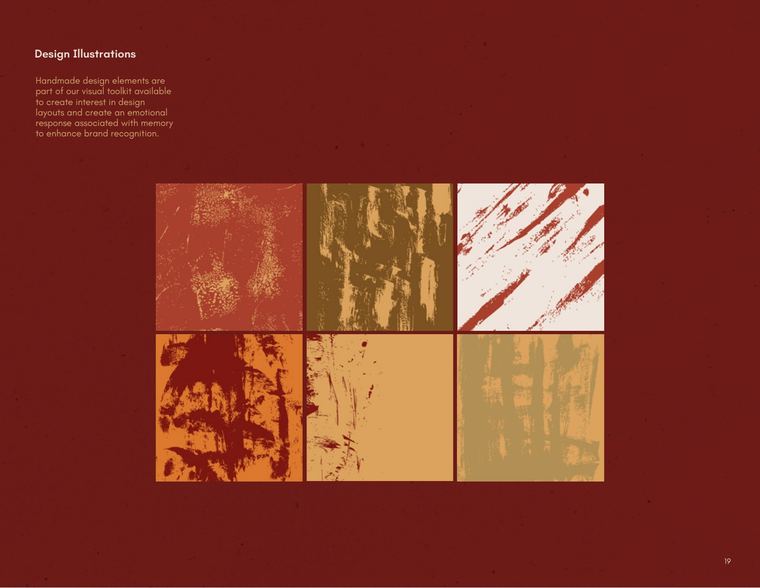 Design Illustrations
Handmade design elements are
part of our visual toolkit available
to create interest in design
layouts and create an emotional
response associated with memory
to enhance brand recognition.
19